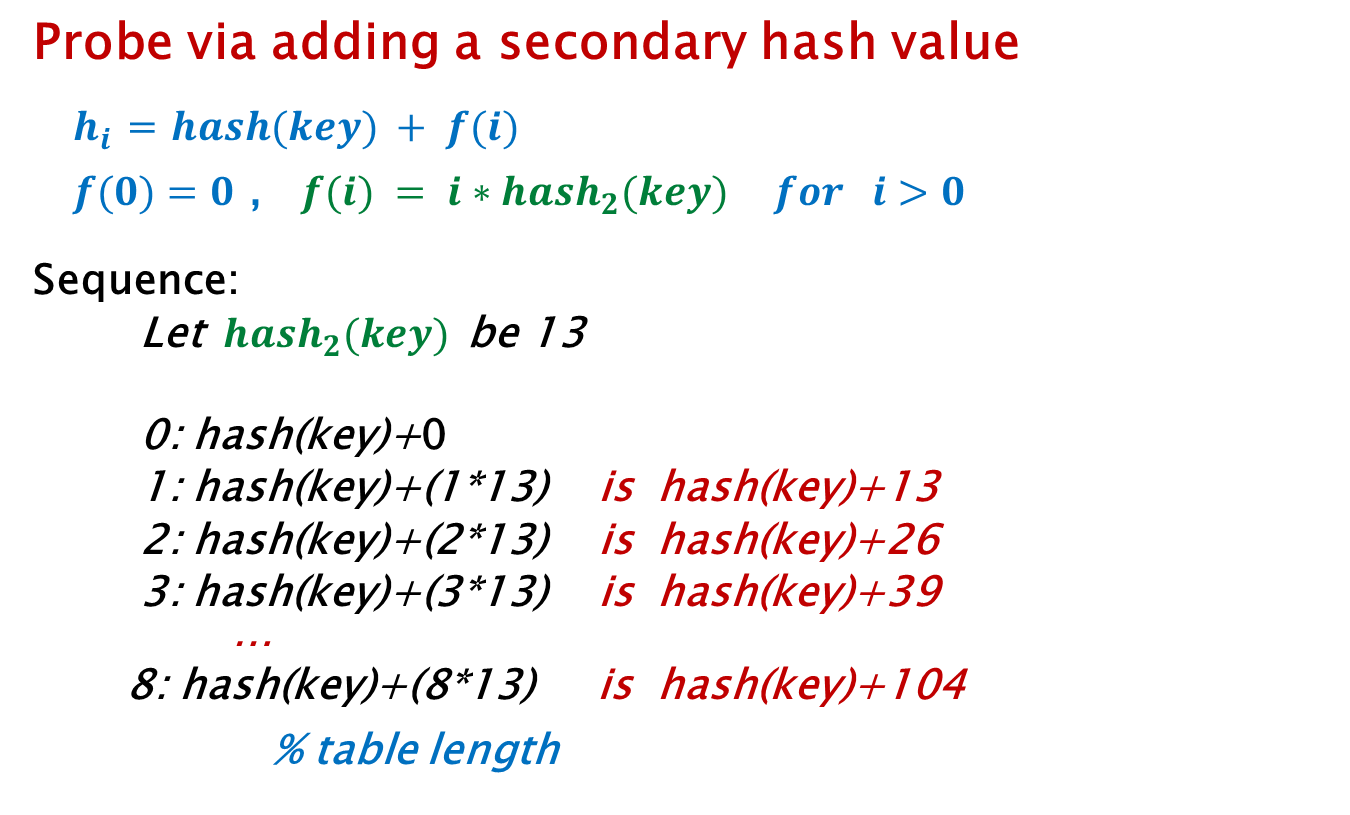 Probe via adding a secondary hash value
hᵢ = hash(key) + f(i)
f(0) = 0 , f(i) = i ∗ hash₂(key) for i > 0
Sequence:
Let hash₂(key) be 13
0: hash(key)+0
1: hash(key)+(1*13) is hash(key)+13
2: hash(key)+(2*13) is hash(key)+26
3: hash(key)+(3*13) is hash(key)+39
...
8: hash(key)+(8*13) is hash(key)+104
% table length